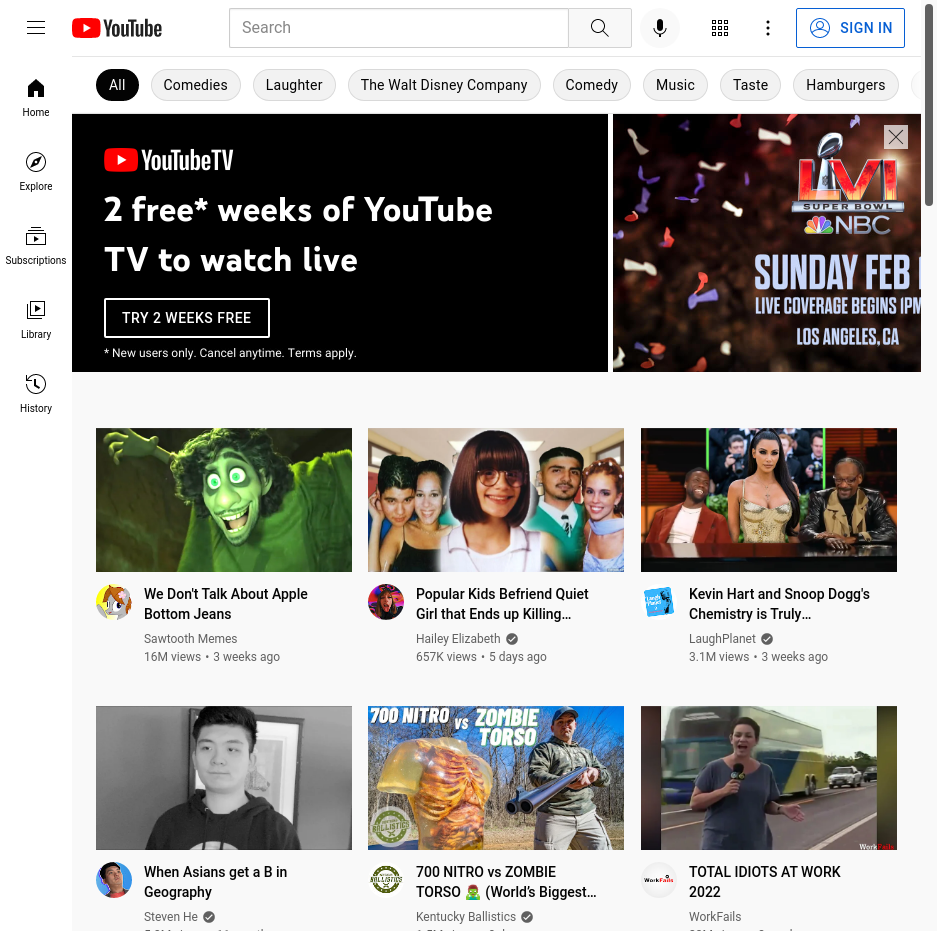 YouTube
Search
SIGN IN
Home
Explore
Subscriptions
Library
History
All
Comedies
Laughter
The Walt Disney Company
Comedy
Music
Taste
Hamburgers
YouTubeTV
2 free* weeks of YouTube
TV to watch live
TRY 2 WEEKS FREE
* New users only. Cancel anytime. Terms apply.
LVI
SUPER BOWL
NBC
SUNDAY FEB
LIVE COVERAGE BEGINS 1PM
LOS ANGELES, CA
We Don't Talk About Apple
Bottom Jeans
Sawtooth Memes
16M views • 3 weeks ago
Popular Kids Befriend Quiet
Girl that Ends up Killing...
Hailey Elizabeth
657K views • 5 days ago
Laugh
Planet
Kevin Hart and Snoop Dogg's
Chemistry is Truly...
LaughPlanet
3.1M views • 3 weeks ago
700 NITRO VS ZOMBIE
TORSO
BALLISTICS
WorkFails
When Asians get a B in
Geography
Steven He
BALLISTICS
700 NITRO vs ZOMBIE
TORSO 🧟‍♂️ (World's Biggest...
Kentucky Ballistics
WorkFails
TOTAL IDIOTS AT WORK
2022
WorkFails